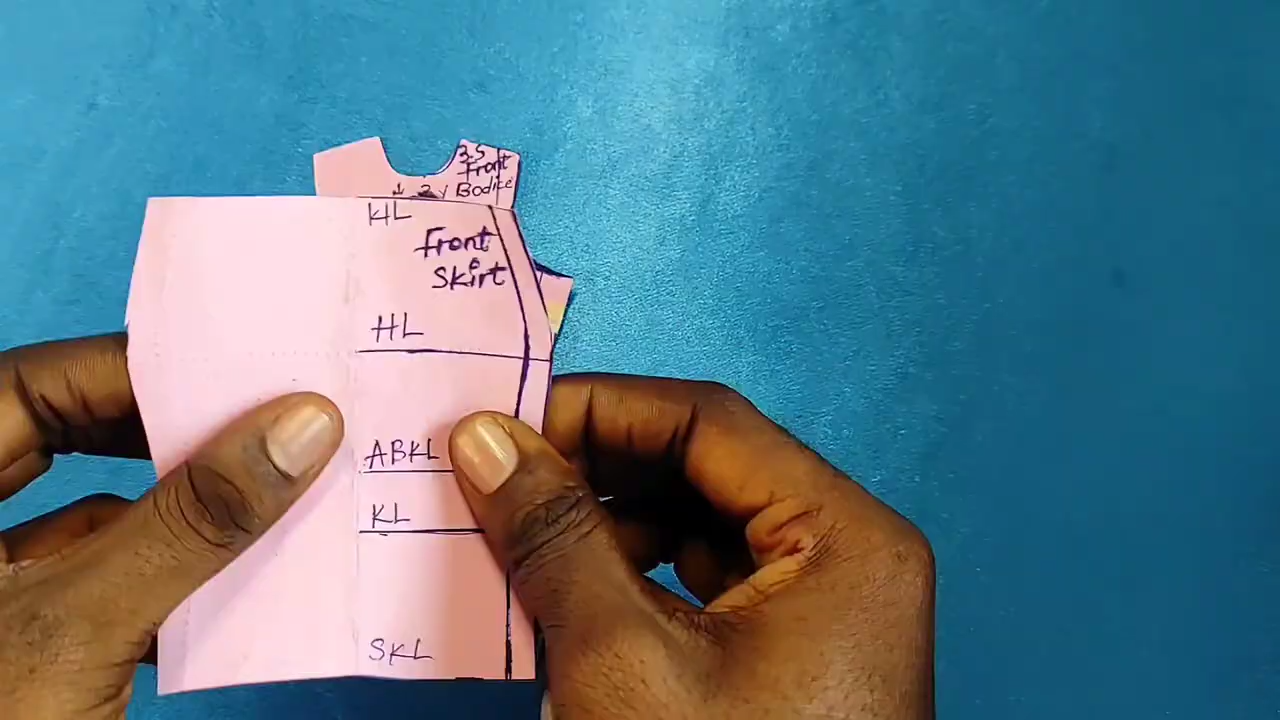 3.5
Front
Bodice
HL
Front
Skirt
HL
ABKL
KL
SKL